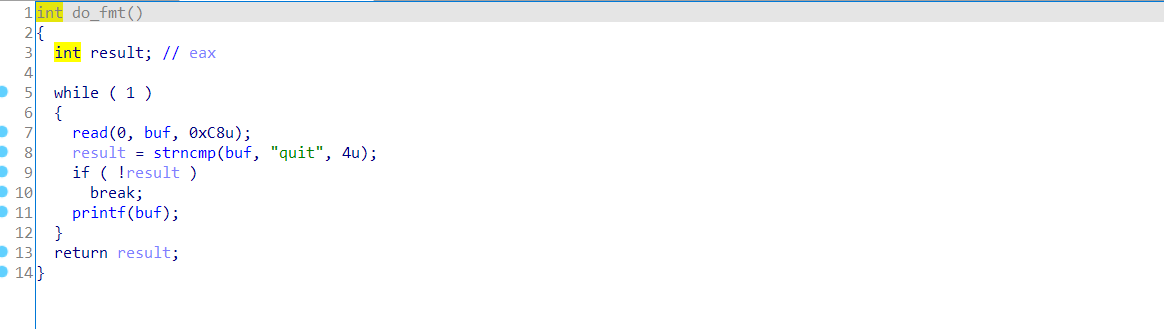 1 int do_fmt()
2 {
3 int result; // eax
4
5 while ( 1 )
6 {
7 read(0, buf, 0xC8u);
8 result = strncmp(buf, "quit", 4u);
9 if ( !result )
10 break;
11 printf(buf);
12 }
13 return result;
14 }